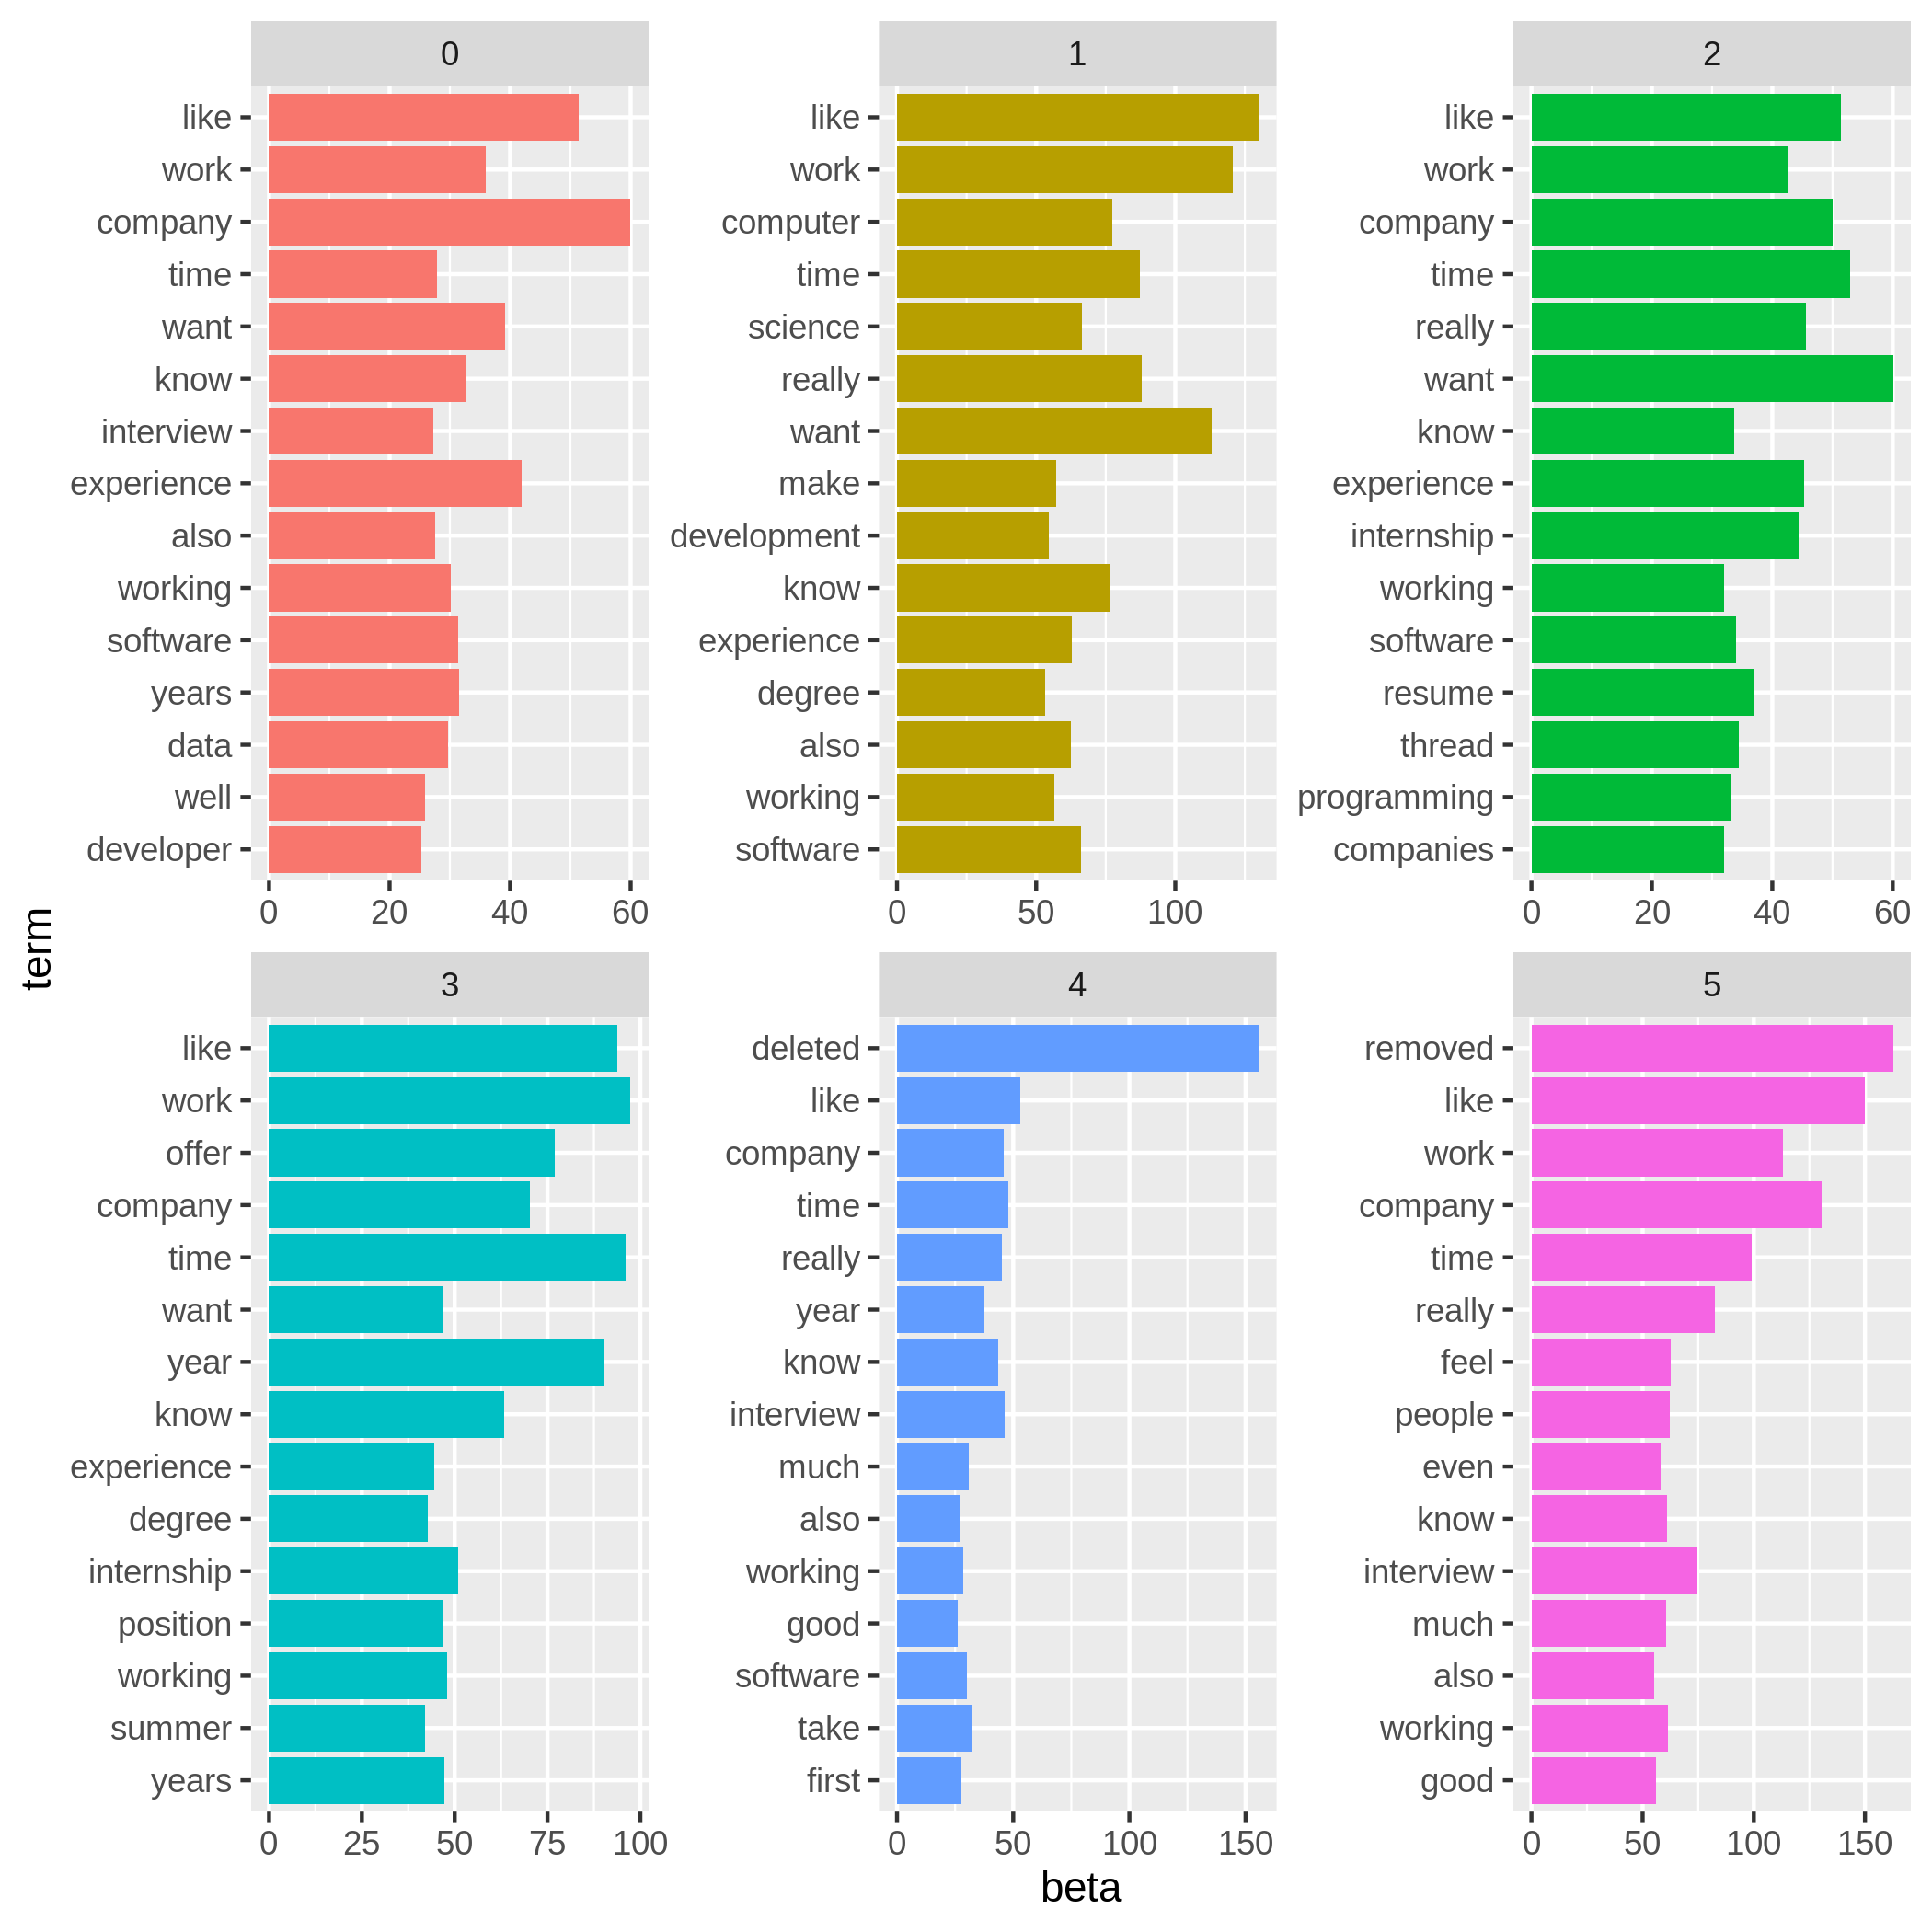 term
0
like
work
company
time
want
know
interview
experience
also
working
software
years
data
well
developer
0 20 40 60
1
like
work
computer
time
science
really
want
make
development
know
experience
degree
also
working
software
0 50 100
2
like
work
company
time
really
want
know
experience
internship
working
software
resume
thread
programming
companies
0 20 40 60
3
like
work
offer
company
time
want
year
know
experience
degree
internship
position
working
summer
years
0 25 50 75 100
4
deleted
like
company
time
really
year
know
interview
much
also
working
good
software
take
first
0 50 100 150
5
removed
like
work
company
time
really
feel
people
even
know
interview
much
also
working
good
0 50 100 150
beta